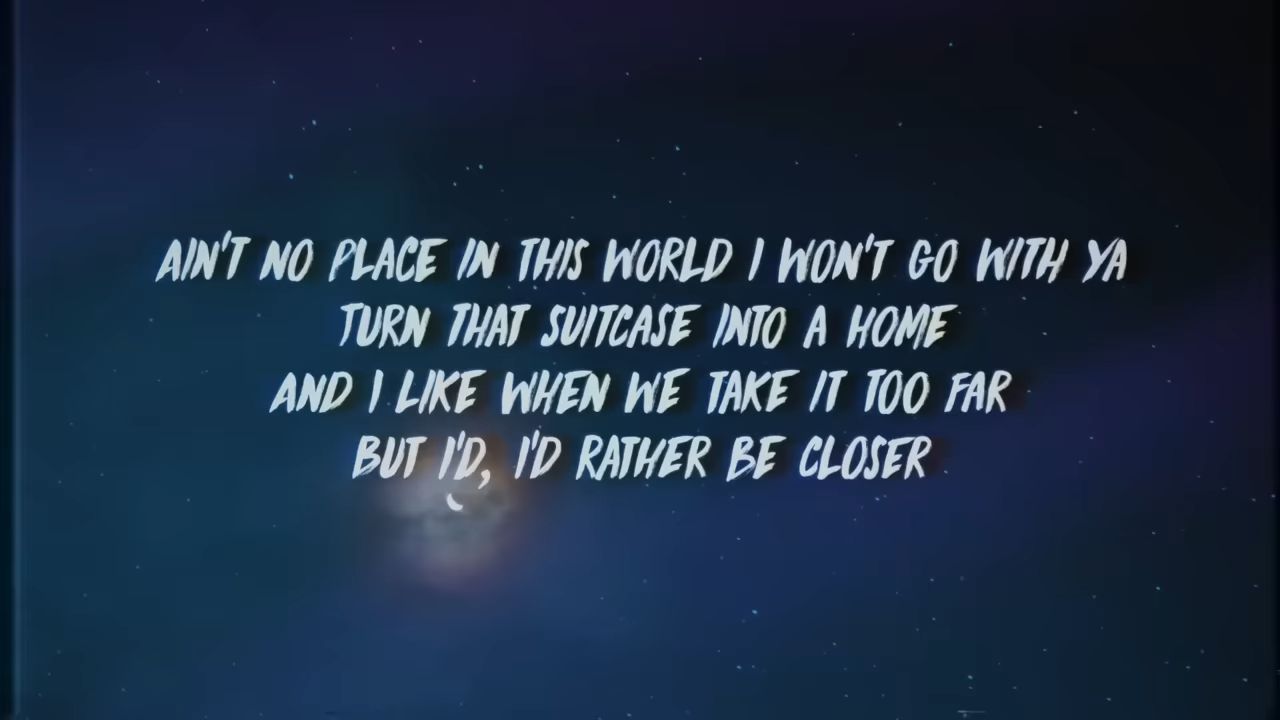 AIN'T NO PLACE IN THIS WORLD I WON'T GO WITH YA
TURN THAT SUITCASE INTO A HOME
AND I LIKE WHEN WE TAKE IT TOO FAR
BUT I'D, I'D RATHER BE CLOSER